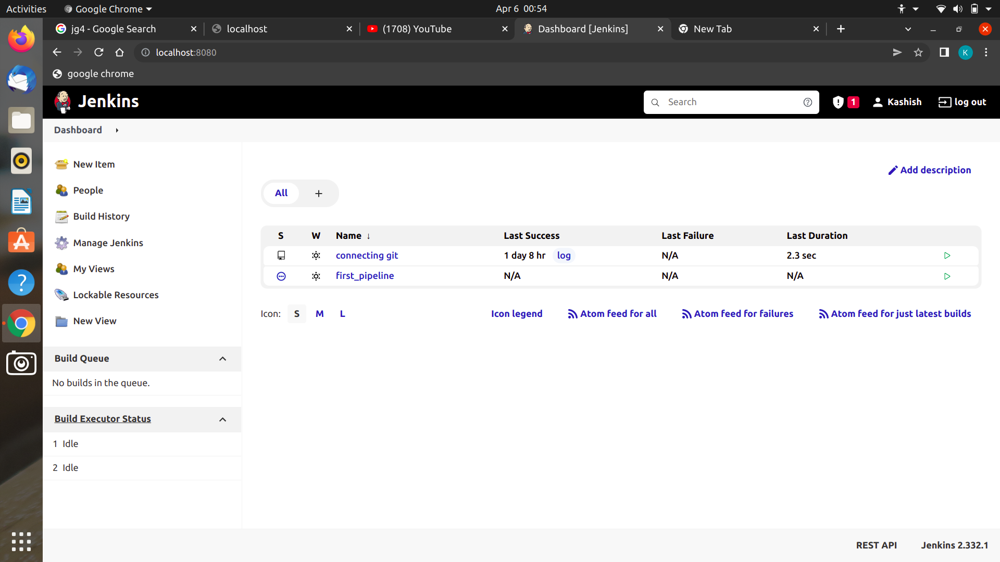 Activities Google Chrome Apr 6 00:54
jg4 - Google Search localhost (1708) YouTube Dashboard [Jenkins] New Tab
localhost:8080 K
google chrome
Jenkins Search 1 Kashish log out
Dashboard
New Item
People
Build History
Manage Jenkins
My Views
Lockable Resources
New View
Build Queue
No builds in the queue.
Build Executor Status
1 Idle
2 Idle
Add description
All +
S W Name ↓ Last Success Last Failure Last Duration
connecting git 1 day 8 hr log N/A 2.3 sec
first_pipeline N/A N/A N/A
Icon: S M L Icon legend Atom feed for all Atom feed for failures Atom feed for just latest builds
REST API Jenkins 2.332.1